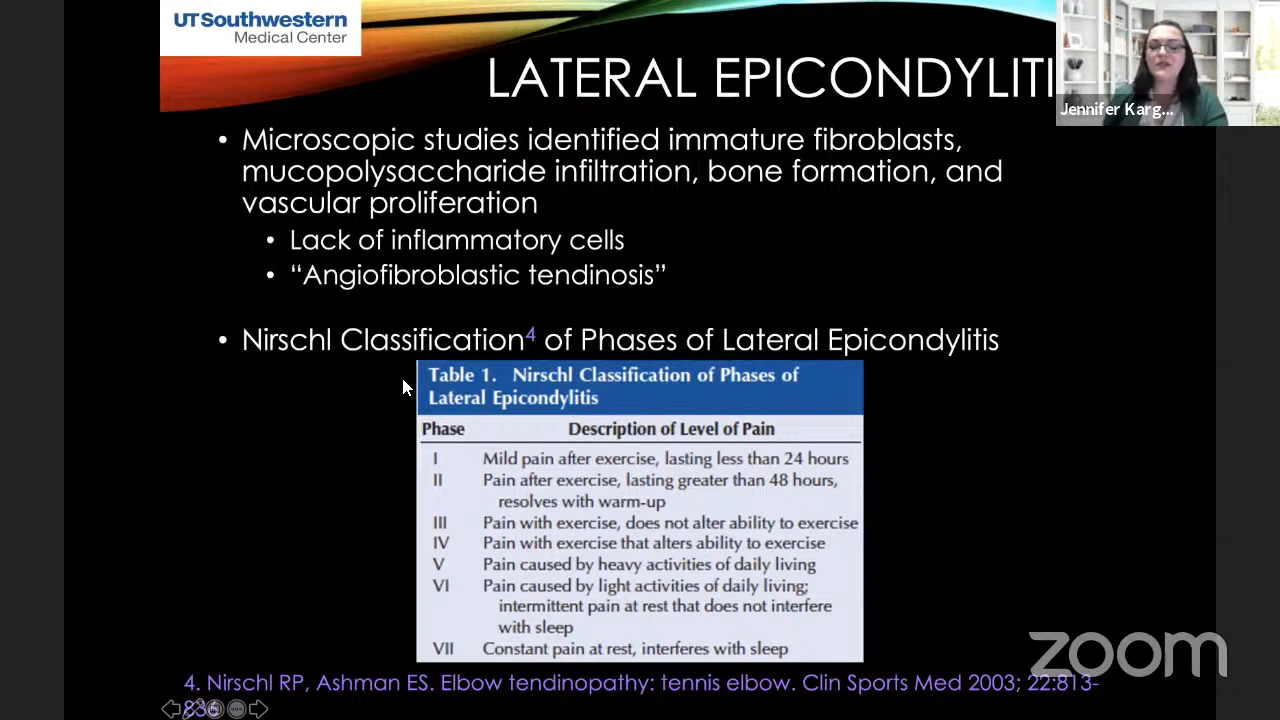 UT Southwestern
Medical Center
LATERAL EPICONDYLITI
Jennifer Karg...
• Microscopic studies identified immature fibroblasts,
mucopolysaccharide infiltration, bone formation, and
vascular proliferation
• Lack of inflammatory cells
• “Angiofibroblastic tendinosis”
• Nirschl Classification4 of Phases of Lateral Epicondylitis
Table 1. Nirschl Classification of Phases of
Lateral Epicondylitis
Phase Description of Level of Pain
I Mild pain after exercise, lasting less than 24 hours
II Pain after exercise, lasting greater than 48 hours,
resolves with warm-up
III Pain with exercise, does not alter ability to exercise
IV Pain with exercise that alters ability to exercise
V Pain caused by heavy activities of daily living
VI Pain caused by light activities of daily living;
intermittent pain at rest that does not interfere
with sleep
VII Constant pain at rest, interferes with sleep
zoom
4. Nirschl RP, Ashman ES. Elbow tendinopathy: tennis elbow. Clin Sports Med 2003; 22:813-
836